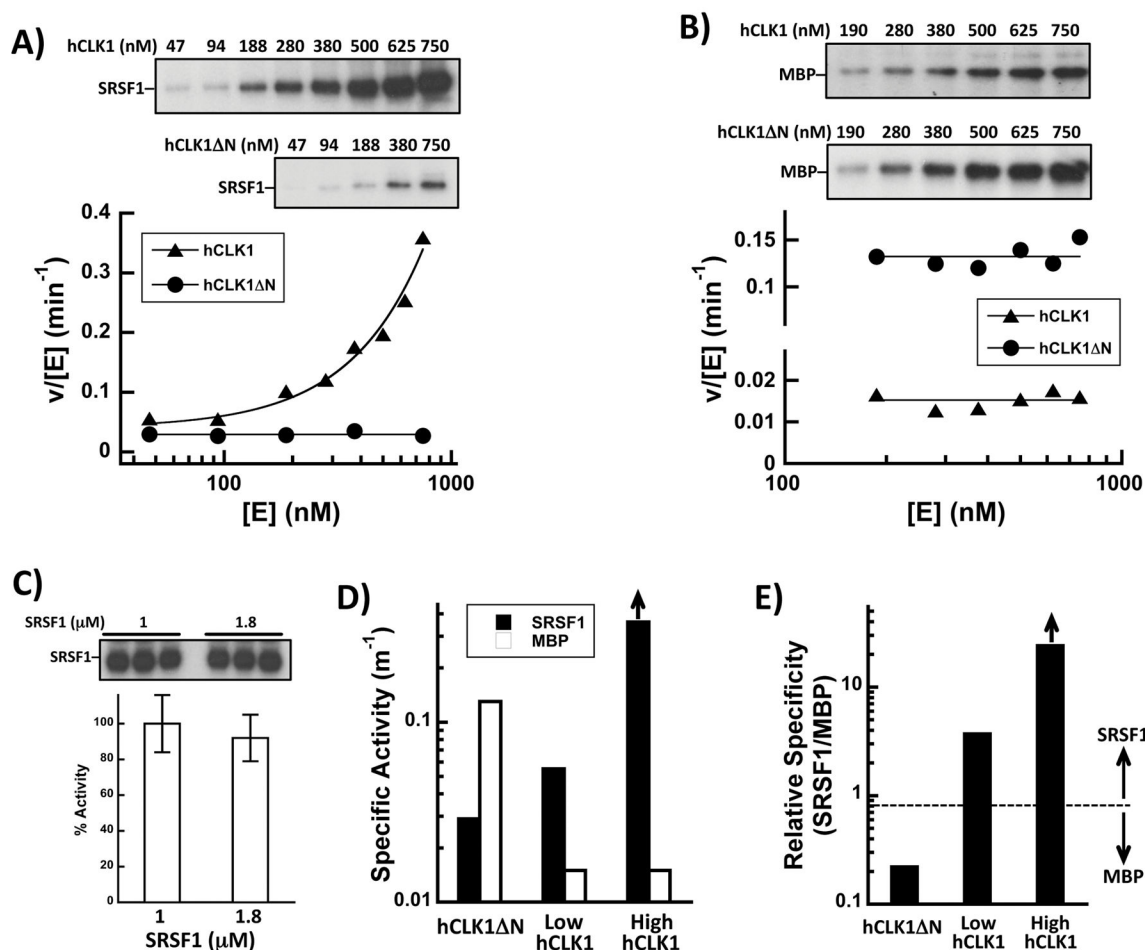 A)
hCLK1 (nM) 47 94 188 280 380 500 625 750
SRSF1
hCLK1ΔN (nM) 47 94 188 380 750
SRSF1
0.4
0.3
0.2
0.1
0
v/[E] (min⁻¹)
hCLK1
hCLK1ΔN
100 1000
[E] (nM)
B)
hCLK1 (nM) 190 280 380 500 625 750
MBP
hCLK1ΔN (nM) 190 280 380 500 625 750
MBP
0.15
0.1
0.02
0.01
0
v/[E] (min⁻¹)
hCLK1
hCLK1ΔN
100 1000
[E] (nM)
C)
SRSF1 (μM) 1 1.8
SRSF1
100
80
60
40
20
0
% Activity
1 1.8
SRSF1 (μM)
D)
SRSF1
MBP
0.1
0.01
Specific Activity (m⁻¹)
hCLK1ΔN Low hCLK1 High hCLK1
E)
10
1
0.1
Relative Specificity
(SRSF1/MBP)
SRSF1
MBP
hCLK1ΔN Low hCLK1 High hCLK1